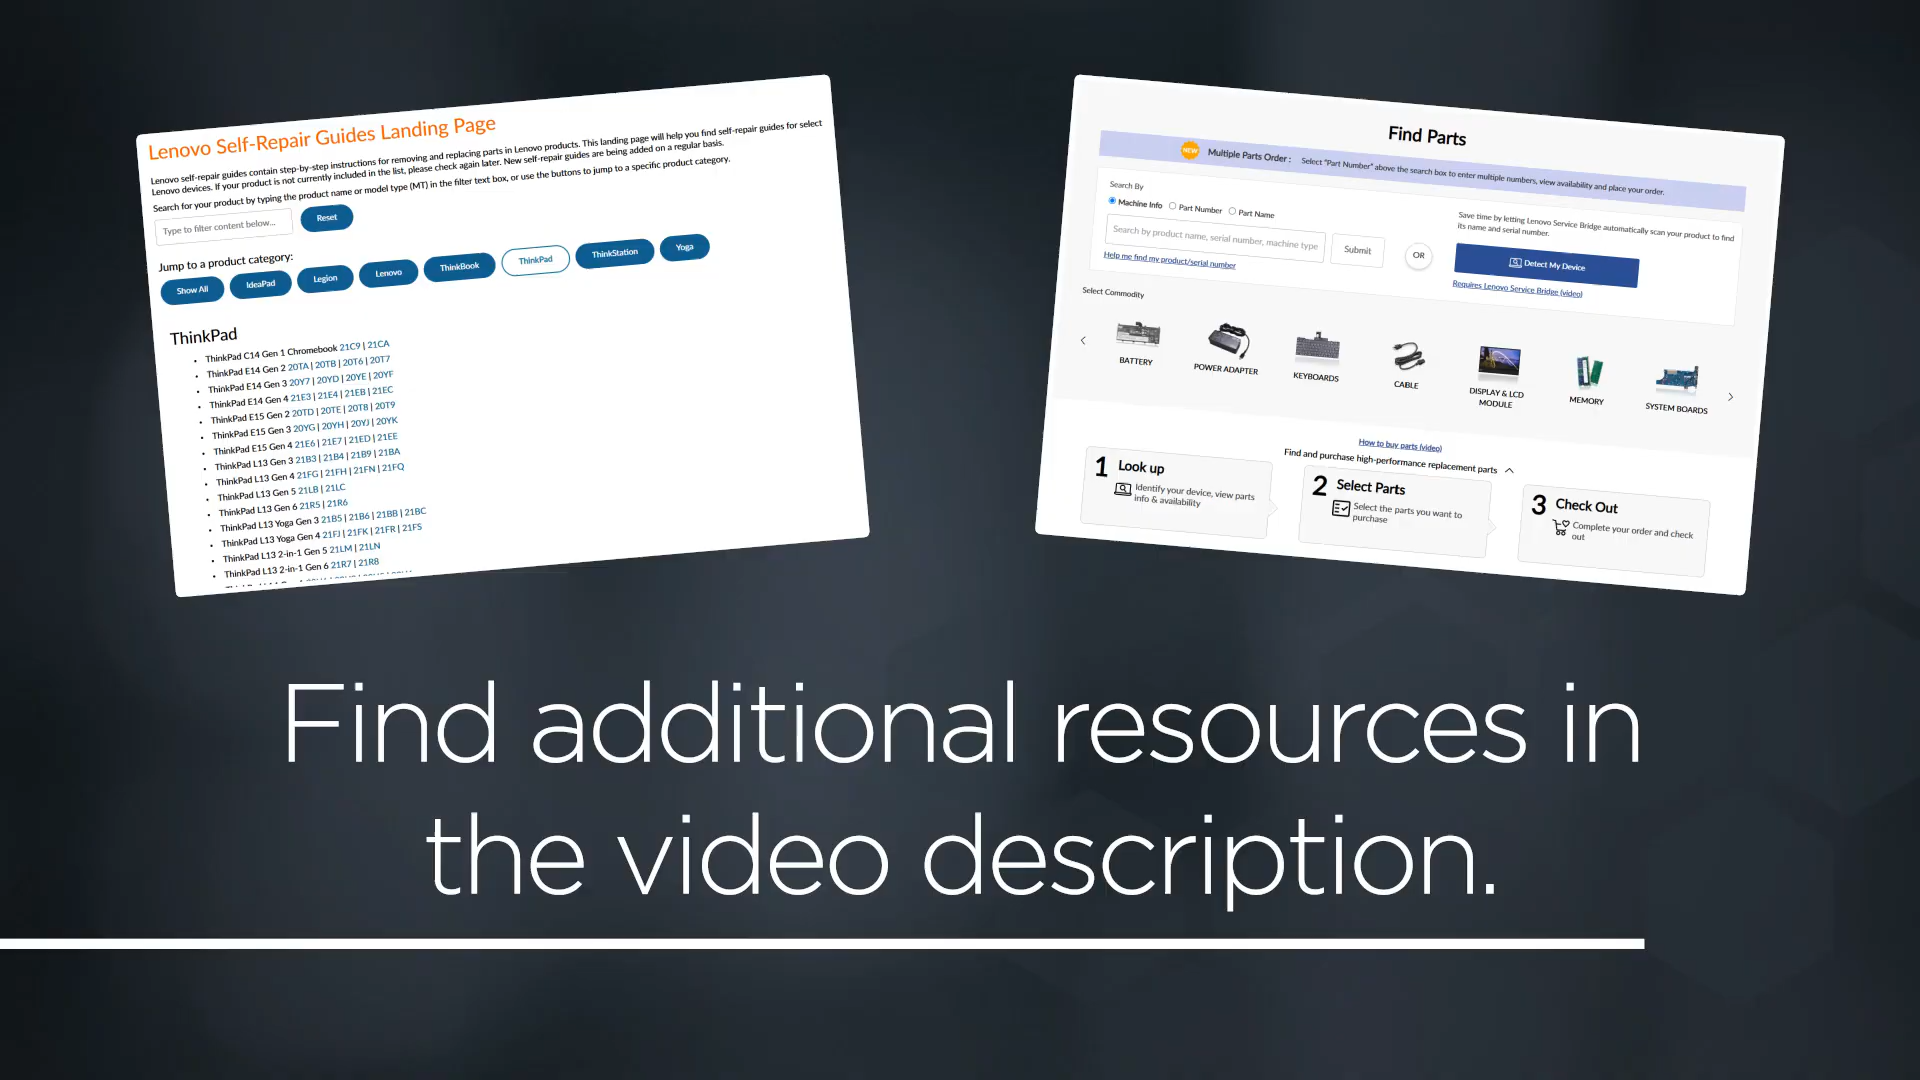 Lenovo Self-Repair Guides Landing Page
Lenovo self-repair guides contain step-by-step instructions for removing and replacing parts in Lenovo products. This landing page will help you find self-repair guides for select
Lenovo devices. If your product is not currently included in the list, please check again later. New self-repair guides are being added on a regular basis.
Search for your product by typing the product name or model type (MT) in the filter text box, or use the buttons to jump to a specific product category.
Type to filter content below...
Reset
Jump to a product category:
Show All
IdeaPad
Legion
Lenovo
ThinkBook
ThinkPad
ThinkStation
Yoga
ThinkPad
• ThinkPad C14 Gen 1 Chromebook 21C9 | 21CA
• ThinkPad E14 Gen 2 20TA | 20TB | 20T6 | 20T7
• ThinkPad E14 Gen 3 20Y7 | 20YD | 20YE | 20YF
• ThinkPad E14 Gen 4 21E3 | 21E4 | 21EB | 21EC
• ThinkPad E15 Gen 2 20TD | 20TE | 20T8 | 20T9
• ThinkPad E15 Gen 3 20YG | 20YH | 20YJ | 20YK
• ThinkPad E15 Gen 4 21E6 | 21E7 | 21ED | 21EE
• ThinkPad L13 Gen 3 21B3 | 21B4 | 21B9 | 21BA
• ThinkPad L13 Gen 4 21FG | 21FH | 21FN | 21FQ
• ThinkPad L13 Gen 5 21LB | 21LC
• ThinkPad L13 Gen 6 21R5 | 21R6
• ThinkPad L13 Yoga Gen 3 21B5 | 21B6 | 21BB | 21BC
• ThinkPad L13 Yoga Gen 4 21FJ | 21FK | 21FR | 21FS
• ThinkPad L13 2-in-1 Gen 5 21LM | 21LN
• ThinkPad L13 2-in-1 Gen 6 21R7 | 21R8
Find Parts
NEW
Multiple Parts Order : Select "Part Number" above the search box to enter multiple numbers, view availability and place your order.
Search By
Machine Info
Part Number
Part Name
Search by product name, serial number, machine type
Submit
Help me find my product/serial number
OR
Save time by letting Lenovo Service Bridge automatically scan your product to find
its name and serial number.
Detect My Device
Requires Lenovo Service Bridge (video)
Select Commodity
BATTERY
POWER ADAPTER
KEYBOARDS
CABLE
DISPLAY & LCD
MODULE
MEMORY
SYSTEM BOARDS
How to buy parts (video)
Find and purchase high-performance replacement parts
1 Look up
Identify your device, view parts
info & availability
2 Select Parts
Select the parts you want to
purchase
3 Check Out
Complete your order and check
out
Find additional resources in
the video description.